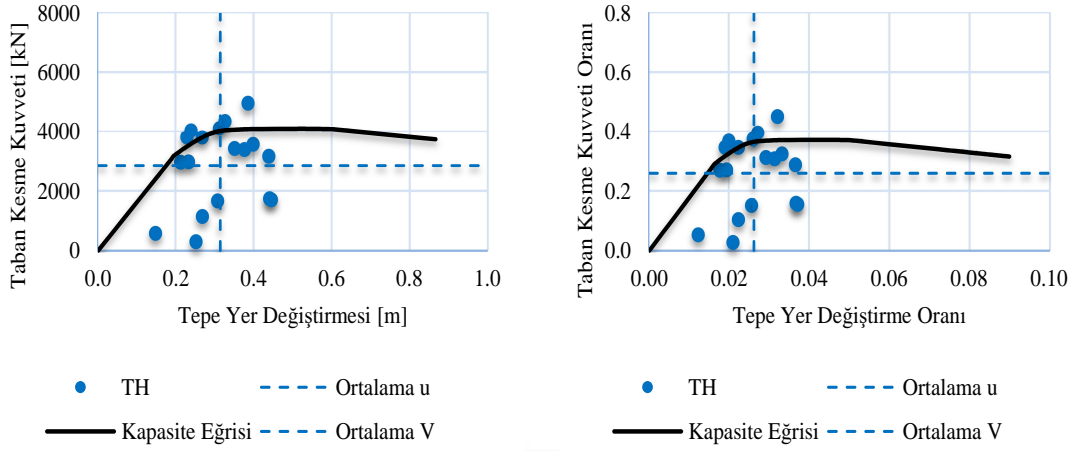 Taban Kesme Kuvveti [kN]
8000
6000
4000
2000
0
0.0 0.2 0.4 0.6 0.8 1.0
Tepe Yer Değiştirmesi [m]
TH
Ortalama u
Kapasite Eğrisi
Ortalama V
Taban Kesme Kuvveti Oranı
0.8
0.6
0.4
0.2
0.0
0.00 0.02 0.04 0.06 0.08 0.10
Tepe Yer Değiştirme Oranı
TH
Ortalama u
Kapasite Eğrisi
Ortalama V